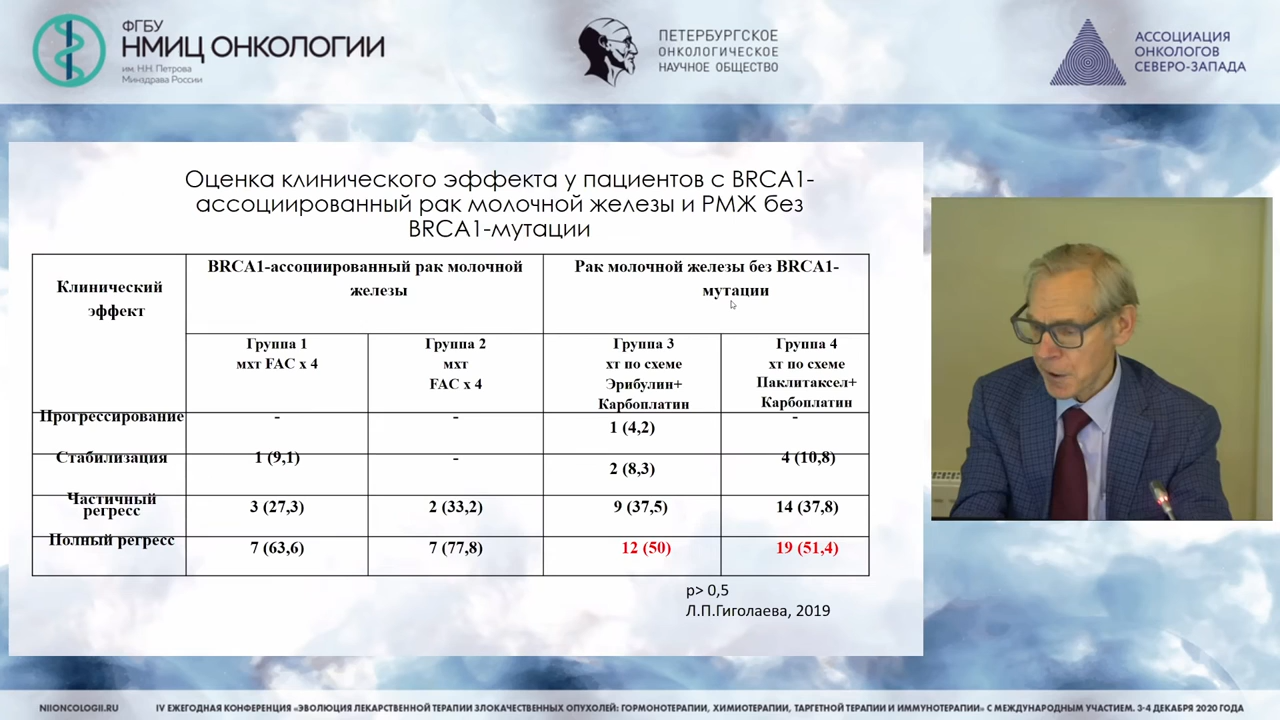 ФГБУ
НМИЦ ОНКОЛОГИИ
им. Н.Н. Петрова
Минздрава России
ПЕТЕРБУРГСКОЕ
ОНКОЛОГИЧЕСКОЕ
НАУЧНОЕ ОБЩЕСТВО
АССОЦИАЦИЯ
ОНКОЛОГОВ
СЕВЕРО-ЗАПАДА
Оценка клинического эффекта у пациентов с BRCA1-
ассоциированный рак молочной железы и РМЖ без
BRCA1-мутации
Клинический
эффект
BRCA1-ассоциированный рак молочной
железы
Рак молочной железы без BRCA1-
мутации
Группа 1
мхт FAC x 4
Группа 2
мхт
FAC x 4
Группа 3
хт по схеме
Эрибулин+
Карбоплатин
Группа 4
хт по схеме
Паклитаксел+
Карбоплатин
Прогрессирование - - 1 (4,2) -
Стабилизация 1 (9,1) - 2 (8,3) 4 (10,8)
Частичный
регресс 3 (27,3) 2 (33,2) 9 (37,5) 14 (37,8)
Полный регресс 7 (63,6) 7 (77,8) 12 (50) 19 (51,4)
p> 0,5
Л.П.Гиголаева, 2019
NIIONCOLOGII.RU IV ЕЖЕГОДНАЯ КОНФЕРЕНЦИЯ «ЭВОЛЮЦИЯ ЛЕКАРСТВЕННОЙ ТЕРАПИИ ЗЛОКАЧЕСТВЕННЫХ ОПУХОЛЕЙ: ГОРМОНОТЕРАПИИ, ХИМИОТЕРАПИИ, ТАРГЕТНОЙ ТЕРАПИИ И ИММУНОТЕРАПИИ» С МЕЖДУНАРОДНЫМ УЧАСТИЕМ. 3-4 ДЕКАБРЯ 2020 ГОДА